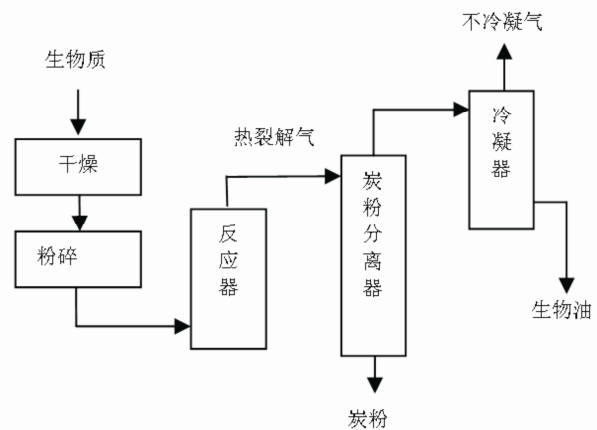 不冷凝气
生物质
冷凝器
热裂解气
干燥
炭粉分离器
反应器
粉碎
生物油
炭粉